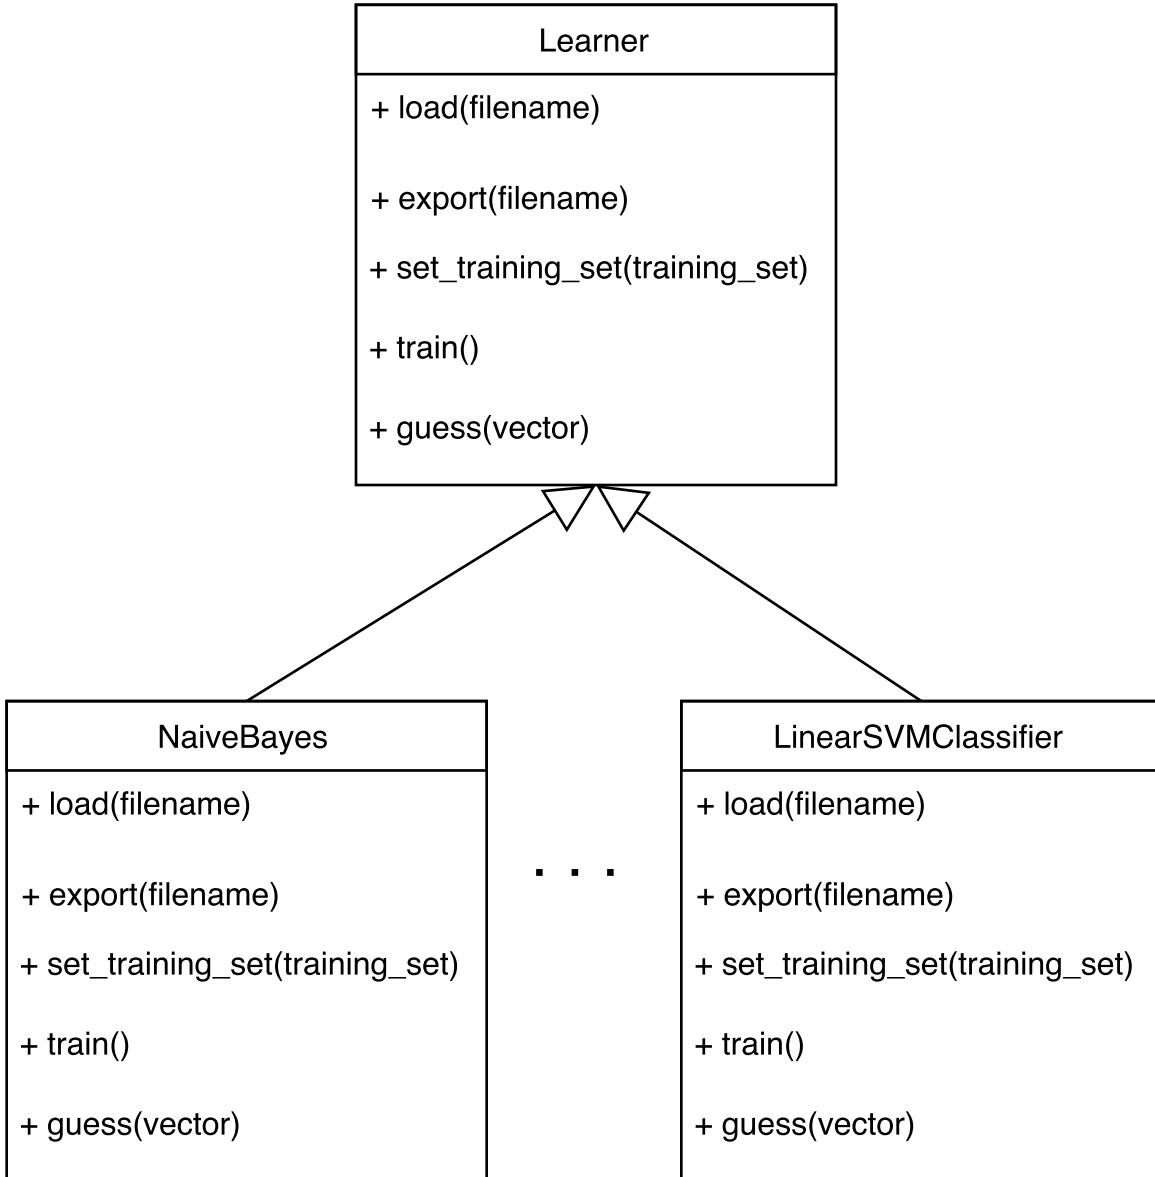 Learner
+ load(filename)
+ export(filename)
+ set_training_set(training_set)
+ train()
+ guess(vector)
NaiveBayes
+ load(filename)
+ export(filename)
+ set_training_set(training_set)
+ train()
+ guess(vector)
. . .
LinearSVMClassifier
+ load(filename)
+ export(filename)
+ set_training_set(training_set)
+ train()
+ guess(vector)